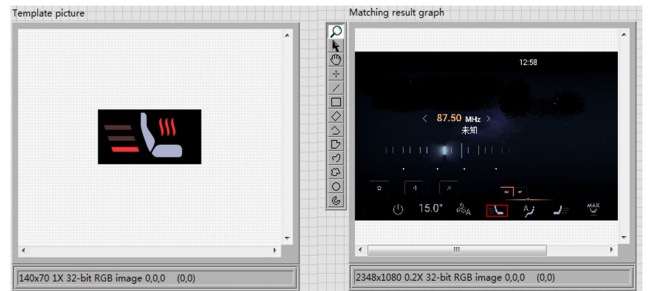 Template picture
Matching result graph
12:58
87.50 MHz
未知
15.0°
A
A
MAX
140x70 1X 32-bit RGB image 0,0,0 (0,0)
2348x1080 0.2X 32-bit RGB image 0,0,0 (0,0)